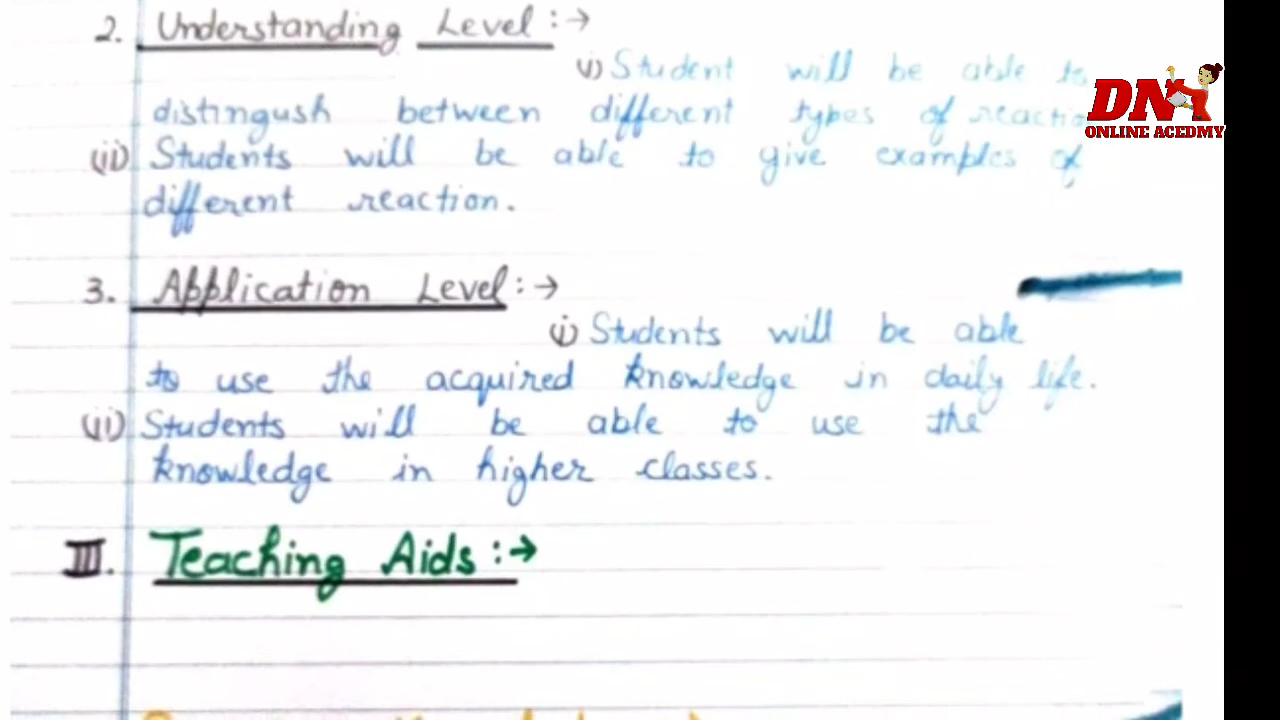 2. Understanding Level :→
i) Student will be able to
distingush between different types of reactio
(ii) Students will be able to give examples of
different reaction.
3. Application Level :→
(i) Students will be able
to use the acquired knowledge in daily life.
(ii) Students will be able to use the
knowledge in higher classes.
III. Teaching Aids :→
DNA
ONLINE ACEDMY